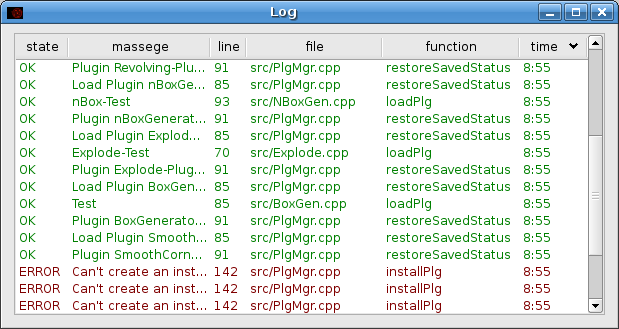 Log
state massege line file function time
OK Plugin Revolving-Plu... 91 src/PlgMgr.cpp restoreSavedStatus 8:55
OK Load Plugin nBoxGe... 85 src/PlgMgr.cpp restoreSavedStatus 8:55
OK nBox-Test 93 src/NBoxGen.cpp loadPlg 8:55
OK Plugin nBoxGenerat... 91 src/PlgMgr.cpp restoreSavedStatus 8:55
OK Load Plugin Explod... 85 src/PlgMgr.cpp restoreSavedStatus 8:55
OK Explode-Test 70 src/Explode.cpp loadPlg 8:55
OK Plugin Explode-Plug... 91 src/PlgMgr.cpp restoreSavedStatus 8:55
OK Load Plugin BoxGen... 85 src/PlgMgr.cpp restoreSavedStatus 8:55
OK Test 85 src/BoxGen.cpp loadPlg 8:55
OK Plugin BoxGenerato... 91 src/PlgMgr.cpp restoreSavedStatus 8:55
OK Load Plugin Smooth... 85 src/PlgMgr.cpp restoreSavedStatus 8:55
OK Plugin SmoothCorn... 91 src/PlgMgr.cpp restoreSavedStatus 8:55
ERROR Can't create an inst... 142 src/PlgMgr.cpp installPlg 8:55
ERROR Can't create an inst... 142 src/PlgMgr.cpp installPlg 8:55
ERROR Can't create an inst... 142 src/PlgMgr.cpp installPlg 8:55